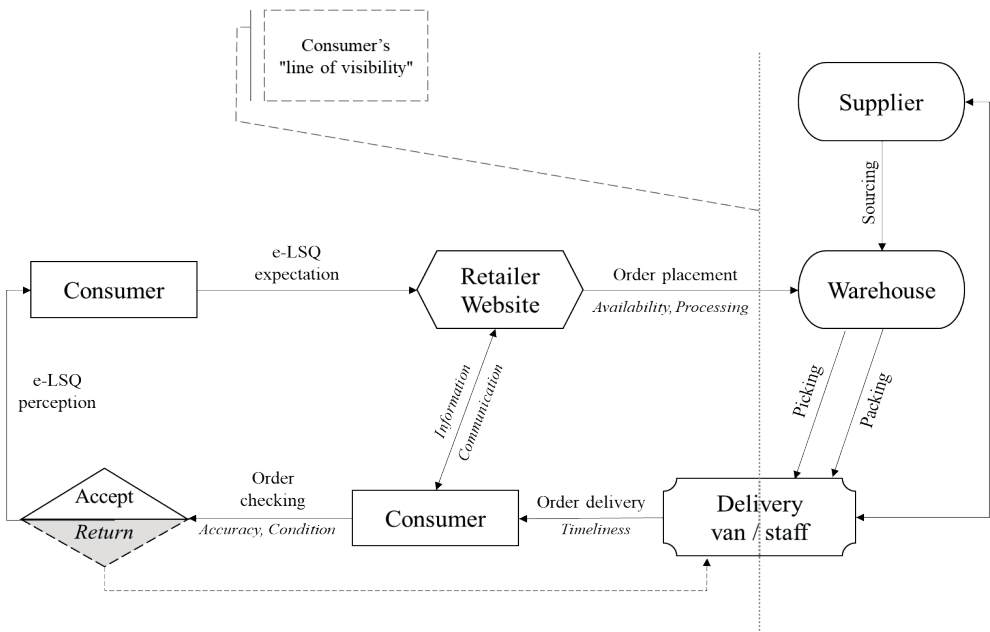 Consumer's
"line of visibility"
Supplier
Sourcing
e-LSQ
expectation
Consumer
Retailer
Website
Order placement
Availability, Processing
Warehouse
e-LSQ
perception
Information
Communication
Picking
Packing
Accept
Return
Order
checking
Accuracy, Condition
Consumer
Order delivery
Timeliness
Delivery
van / staff